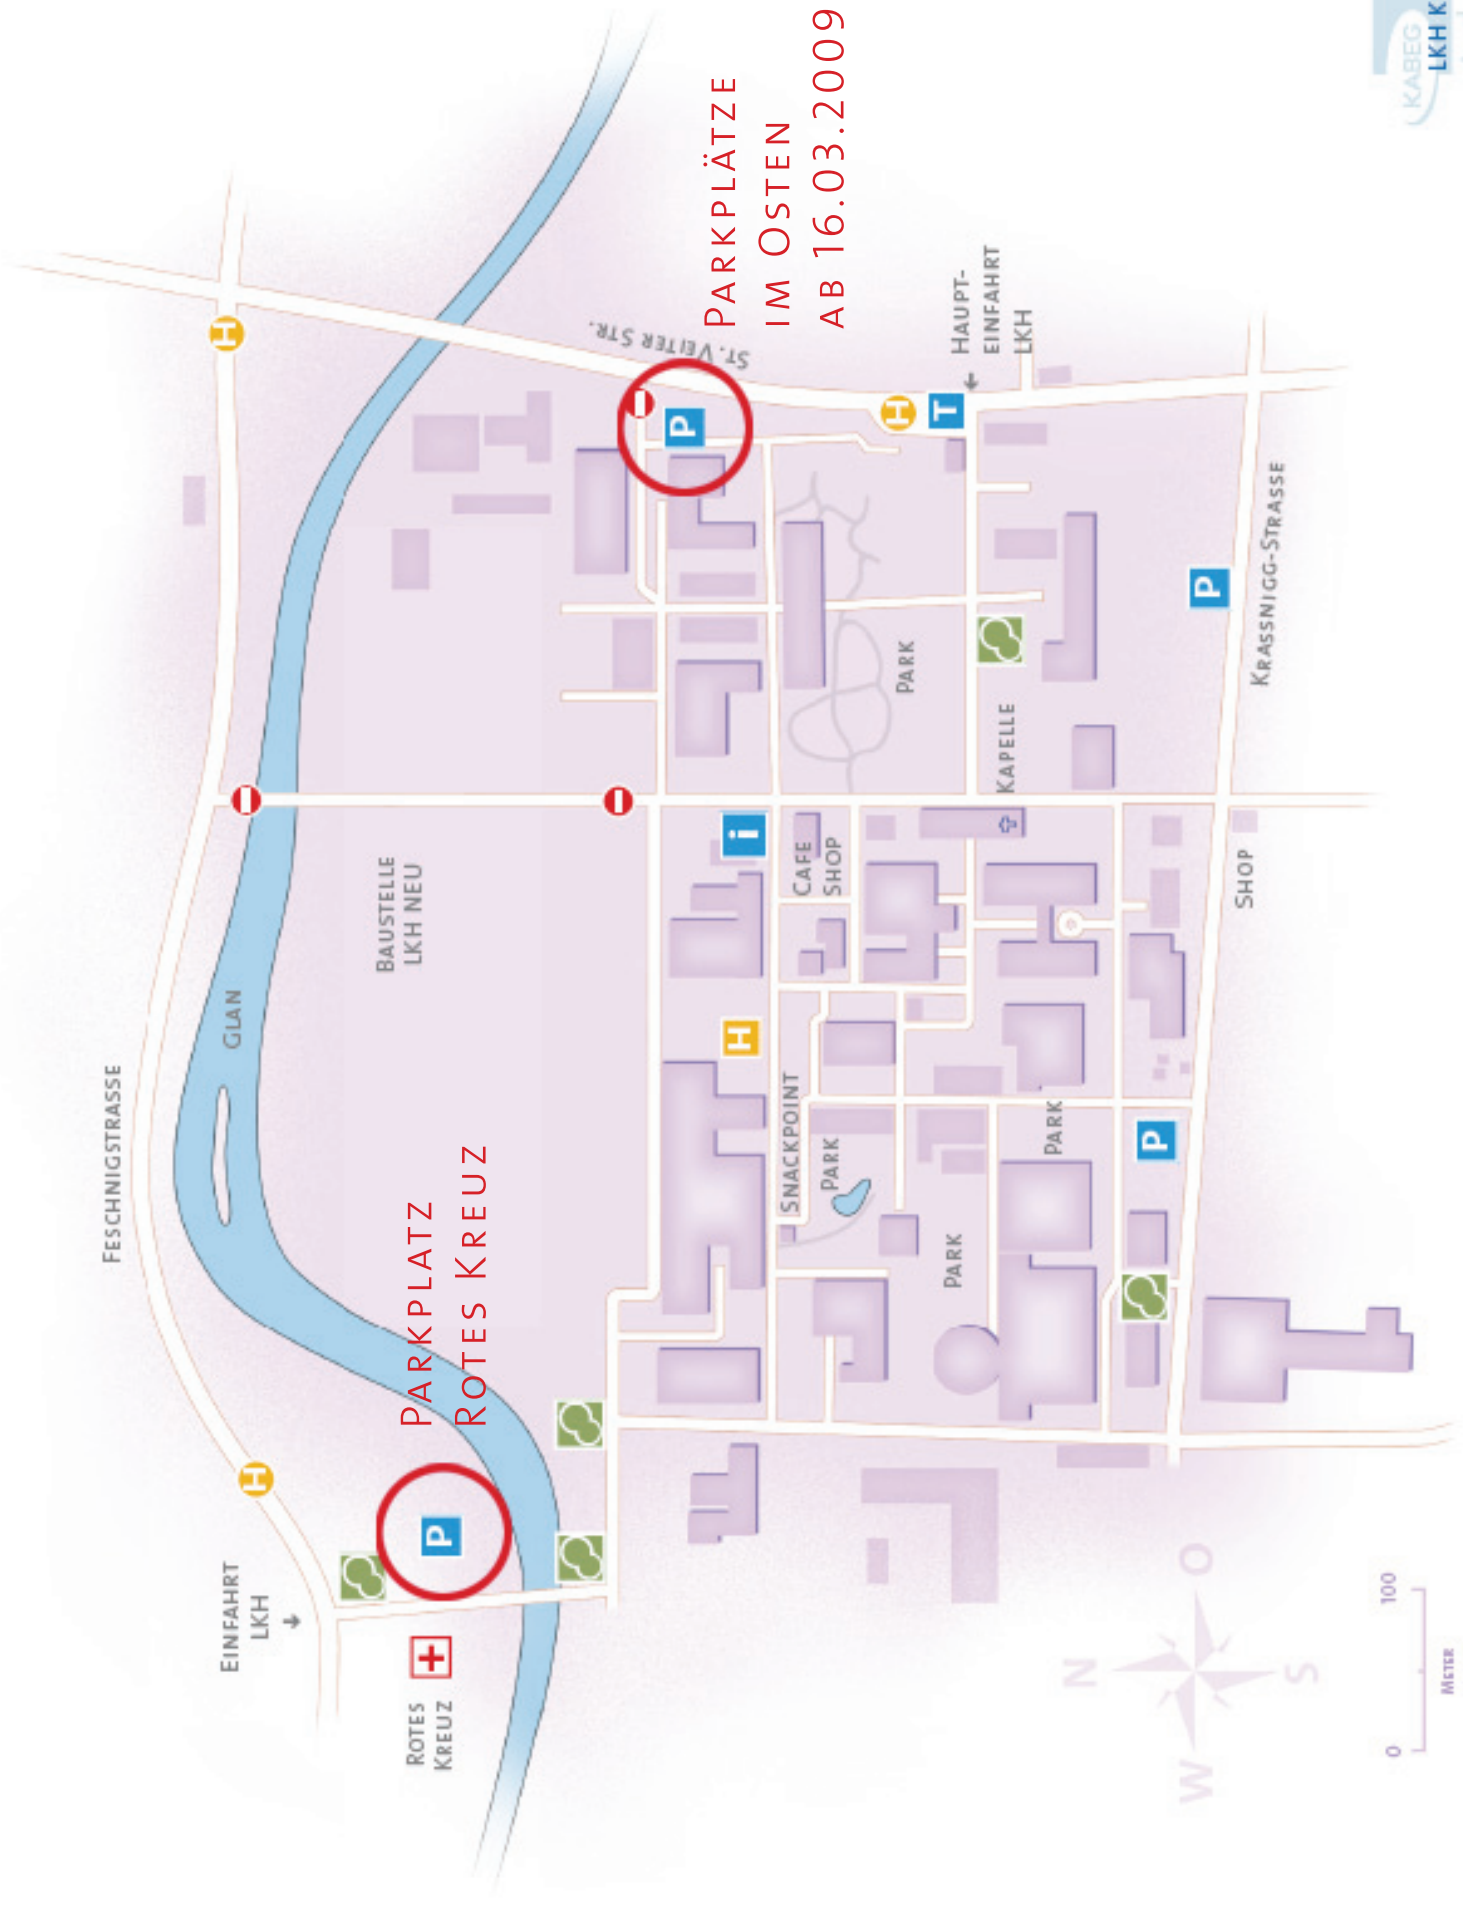 FESCHNIGSTRASSE
EINFAHRT
LKH
H
H
GLAN
BAUSTELLE
LKH NEU
PARKPLATZ
ROTES KREUZ
P
ROTES
KREUZ
ST. VEITER STR.
P
PARKPLÄTZE
IM OSTEN
AB 16.03.2009
i
H
CAFE
SHOP
SNACKPOINT
PARK
PARK
H
T
HAUPT-
EINFAHRT
LKH
KAPELLE
PARK
PARK
P
P
KRASSNIGG-STRASSE
SHOP
N
W
O
S
0
100
METER
KABEG
LKH K